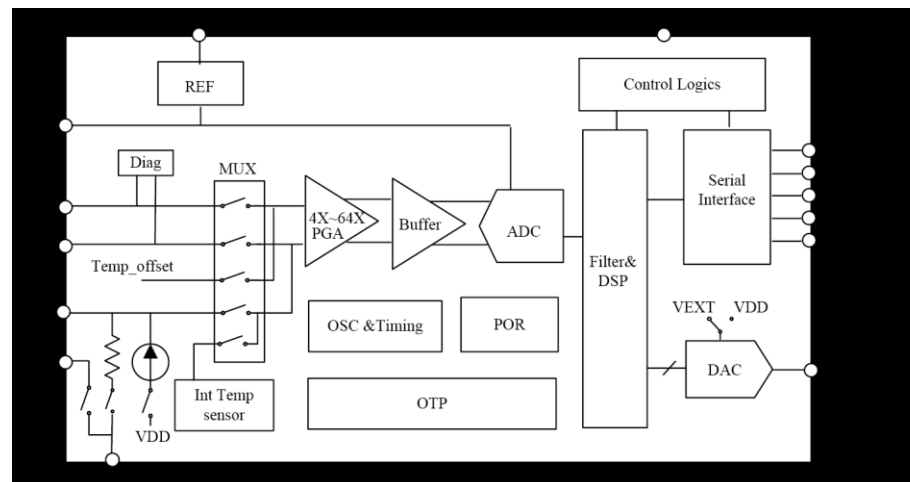 REF
Control Logics
Diag
MUX
4X~64X
PGA
Buffer
ADC
Filter&
DSP
Serial
Interface
Temp_offset
OSC &Timing
POR
VEXT
VDD
DAC
Int Temp
sensor
OTP
VDD